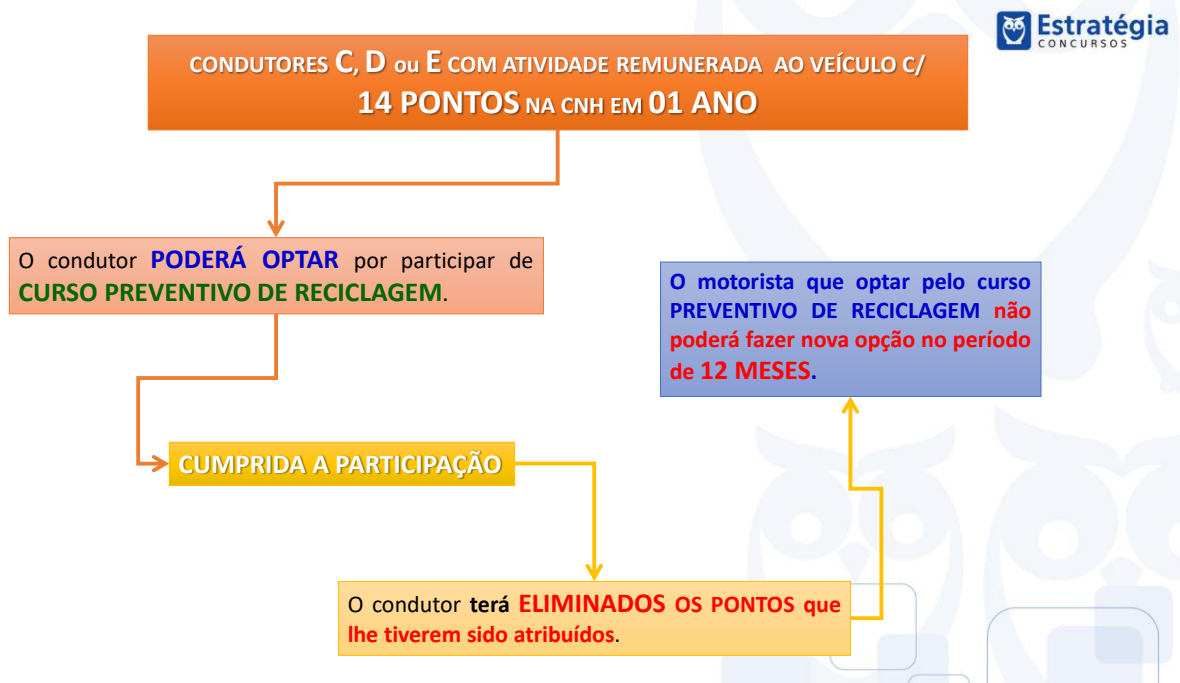 Estratégia
CONCURSOS
CONDUTORES C, D OU E COM ATIVIDADE REMUNERADA AO VEÍCULO C/
14 PONTOS NA CNH EM 01 ANO
O condutor PODERÁ OPTAR por participar de
CURSO PREVENTIVO DE RECICLAGEM.
O motorista que optar pelo curso
PREVENTIVO DE RECICLAGEM não
poderá fazer nova opção no período
de 12 MESES.
CUMPRIDA A PARTICIPAÇÃO
O condutor terá ELIMINADOS OS PONTOS que
lhe tiverem sido atribuídos.